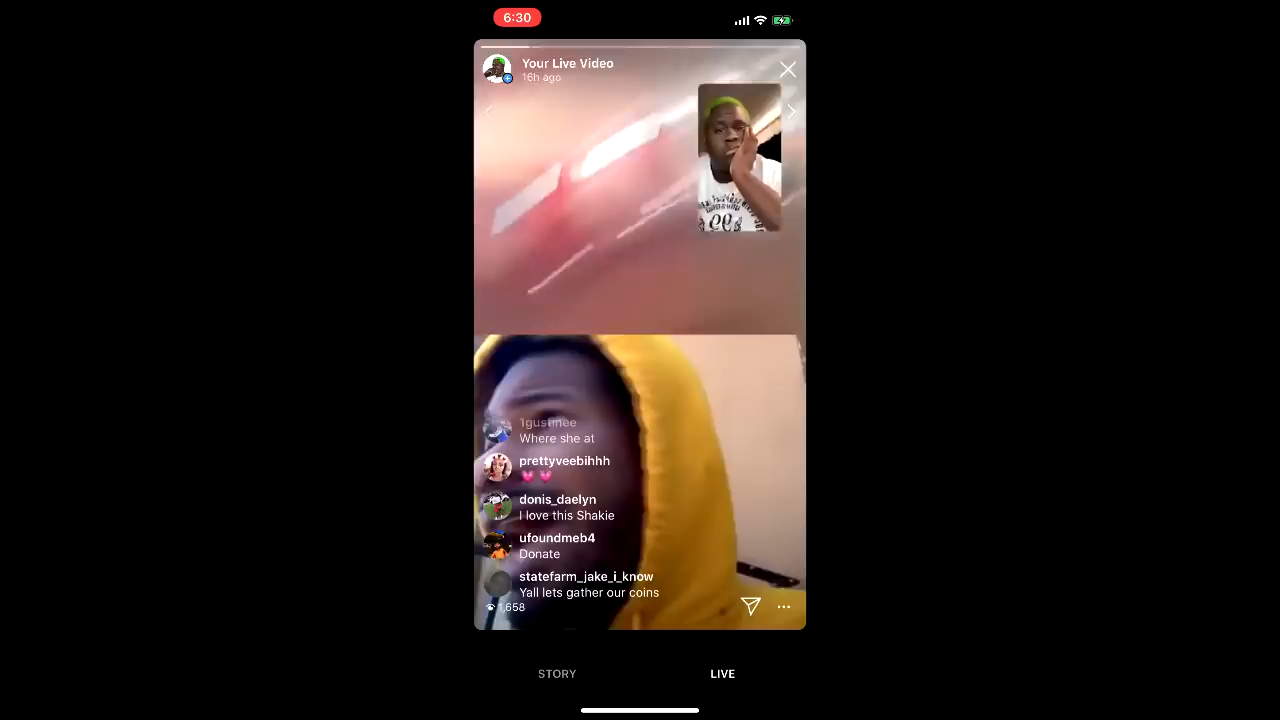 6:30
Your Live Video
16h ago
1gustinee
Where she at
prettyveebihhh
💗 💗
donis_daelyn
I love this Shakie
ufoundmeb4
Donate
statefarm_jake_i_know
Yall lets gather our coins
1,658
STORY
LIVE